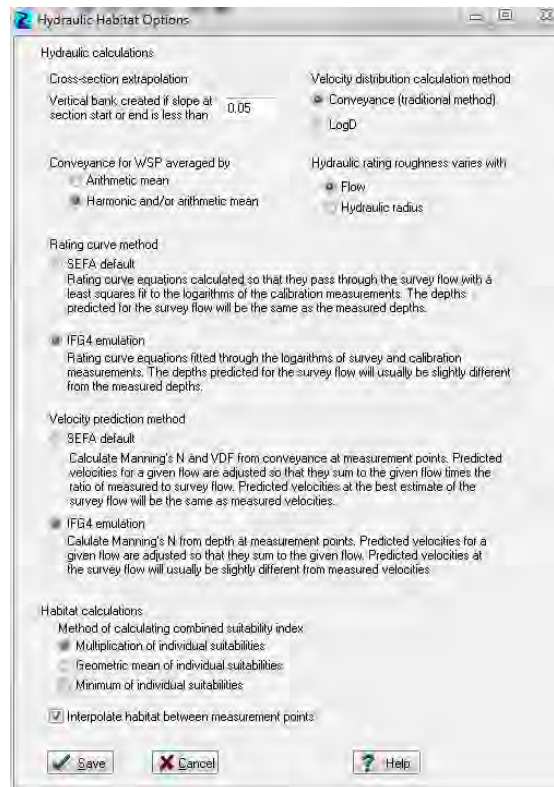 Hydraulic Habitat Options
Hydraulic calculations
Cross-section extrapolation
Vertical bank created if slope at
section start or end is less than
0.05
Velocity distribution calculation method
Conveyance (traditional method)
LogD
Conveyance for WSP averaged by
Arithmetic mean
Harmonic and/or arithmetic mean
Hydraulic rating roughness varies with
Flow
Hydraulic radius
Rating curve method
SEFA default
Rating curve equations calculated so that they pass through the survey flow with a
least squares fit to the logarithms of the calibration measurements. The depths
predicted for the survey flow will be the same as the measured depths.
IFG4 emulation
Rating curve equations fitted through the logarithms of survey and calibration
measurements. The depths predicted for the survey flow will usually be slightly different
from the measured depths.
Velocity prediction method
SEFA default
Calculate Manning's N and VDF from conveyance at measurement points. Predicted
velocities for a given flow are adjusted so that they sum to the given flow times the
ratio of measured to survey flow. Predicted velocities at the best estimate of the
survey flow will be the same as measured velocities.
IFG4 emulation
Calulate Manning's N from depth at measurement points. Predicted velocities for a
given flow are adjusted so that they sum to the given flow. Predicted velocities at
the survey flow will usually be slightly different from measured velocities
Habitat calculations
Method of calculating combined suitability index
Multiplication of individual suitabilities
Geometric mean of individual suitabilities
Minimum of individual suitabilities
Interpolate habitat between measurement points
Save
Cancel
Help